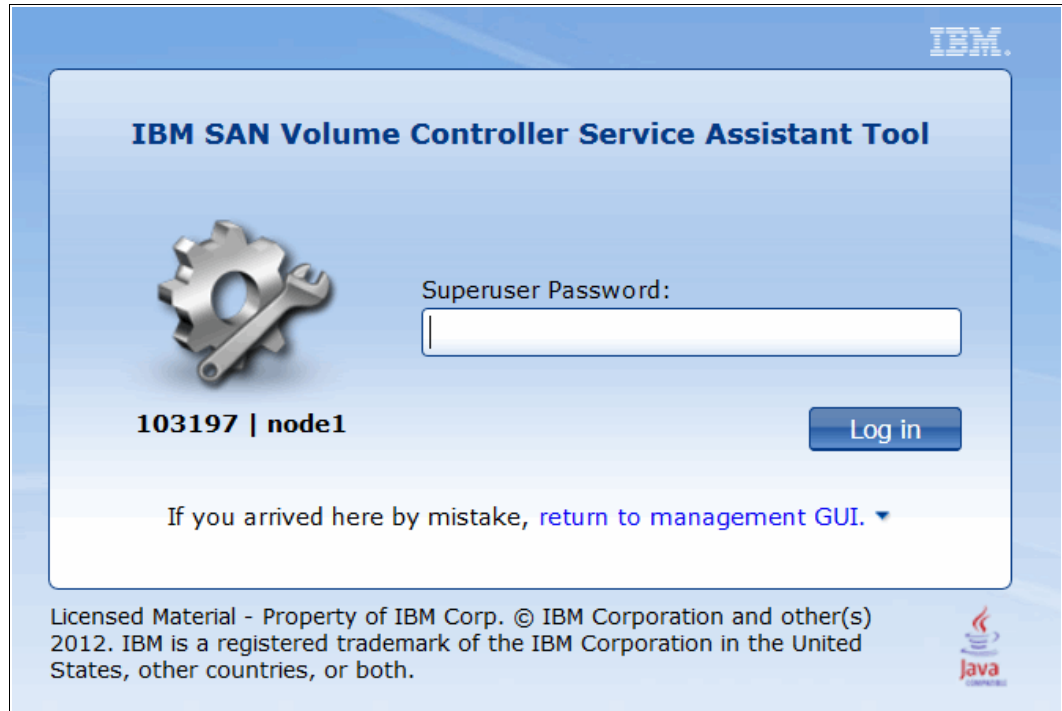 IBM.
IBM SAN Volume Controller Service Assistant Tool
Superuser Password:
103197 | node1
Log in
If you arrived here by mistake, return to management GUI.
Licensed Material - Property of IBM Corp. © IBM Corporation and other(s)
2012. IBM is a registered trademark of the IBM Corporation in the United
States, other countries, or both.
Java
COMPATIBLE